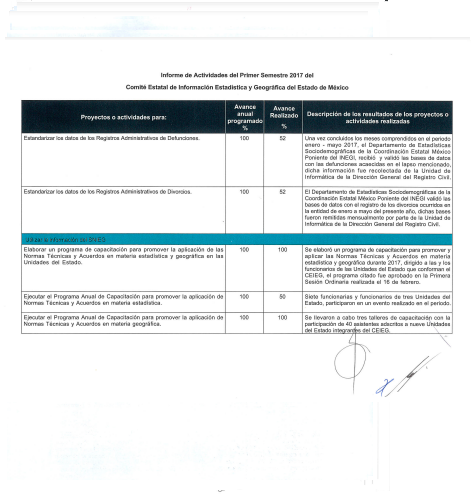 Informe de Actividades del Primer Semestre 2017 del
Comité Estatal de Información Estadística y Geográfica del Estado de México
Proyectos o actividades para:
Avance
anual
programado
%
Avance
Realizado
%
Descripción de los resultados de los proyectos o
actividades realizadas
Estandarizar los datos de los Registros Administrativos de Defunciones.
100
52
Una vez concluidos los meses comprendidos en el periodo
enero - mayo 2017, el Departamento de Estadísticas
Sociodemográficas de la Coordinación Estatal México
Poniente del INEGI, recibió y validó las bases de datos
con las defunciones acaecidas en el lapso mencionado,
dicha información fue recolectada de la Unidad de
Informática de la Dirección General del Registro Civil.
Estandarizar los datos de los Registros Administrativos de Divorcios.
100
52
El Departamento de Estadísticas Sociodemográficas de la
Coordinación Estatal México Poniente del INEGI validó las
bases de datos con el registro de los divorcios ocurridos en
la entidad de enero a mayo del presente año, dichas bases
fueron remitidas mensualmente por parte de la Unidad de
Informática de la Dirección General del Registro Civil.
Elaborar un programa de capacitación para promover la aplicación de las
Normas Técnicas y Acuerdos en materia estadística y geográfica en las
Unidades del Estado.
100
100
Se elaboró un programa de capacitación para promover y
aplicar las Normas Técnicas y Acuerdos en materia
estadística y geográfica durante 2017, dirigido a las y los
funcionarios de las Unidades del Estado que conforman el
CEIEG, el programa citado fue aprobado en la Primera
Sesión Ordinaria realizada el 16 de febrero.
Ejecutar el Programa Anual de Capacitación para promover la aplicación de
Normas Técnicas y Acuerdos en materia estadística.
100
50
Siete funcionarias y funcionarios de tres Unidades del
Estado, participaron en un evento realizado en el periodo.
Ejecutar el Programa Anual de Capacitación para promover la aplicación de
Normas Técnicas y Acuerdos en materia geográfica.
100
100
Se llevaron a cabo tres talleres de capacitación con la
participación de 40 asistentes adscritos a nueve Unidades
del Estado integrantes del CEIEG.